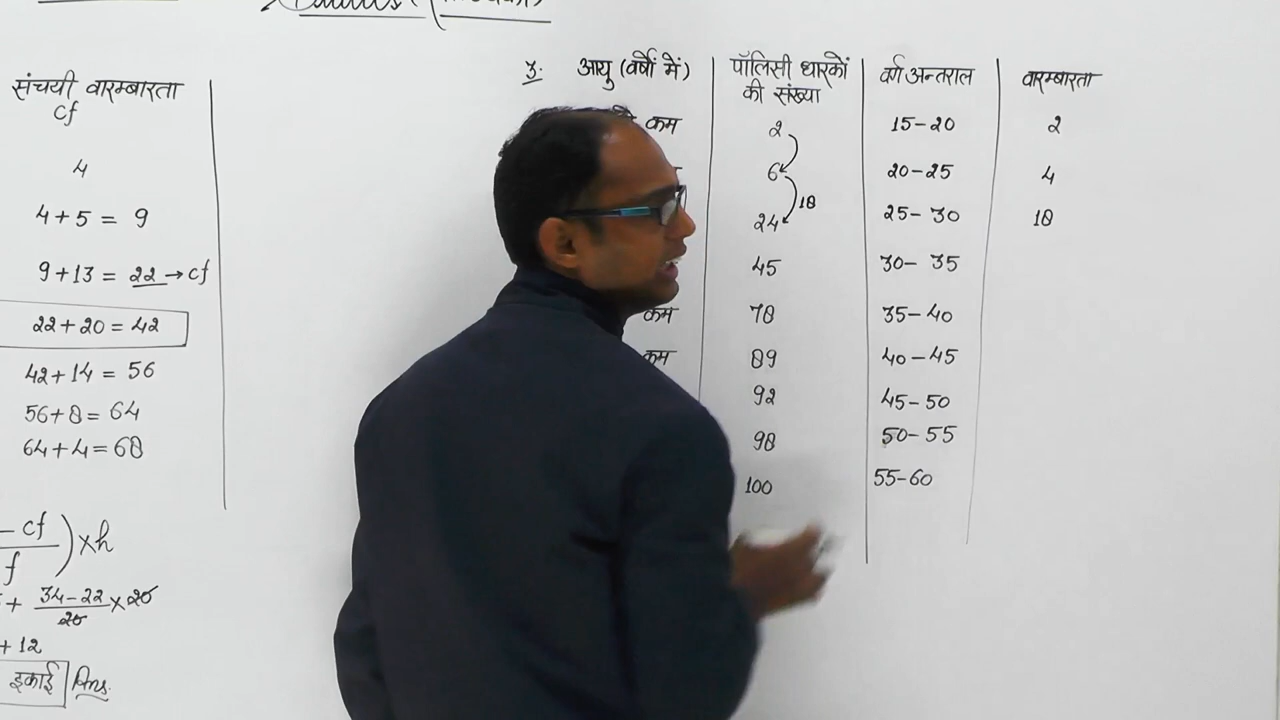 संचयी वारम्बारता
cf
4
4 + 5 = 9
9 + 13 = 22 → cf
22 + 20 = 42
42 + 14 = 56
56 + 8 = 64
64 + 4 = 68
- cf
f
) × h
+ 34 - 22 × 20
20
+ 12
इकाई Ans.
3. आयु (वर्षों में) पॉलिसी धारकों की संख्या वर्ग अन्तराल वारम्बारता
कम 2 15-20 2
6 20-25 4
18
24 25-30 18
45 30-35
कम 78 35-40
कम 89 40-45
92 45-50
98 50-55
100 55-60